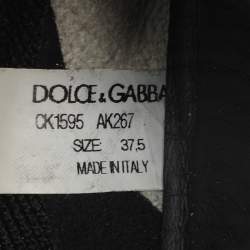 DOLCE & GABBA
CK1595 AK267
SIZE: 37,5
MADE IN ITALY